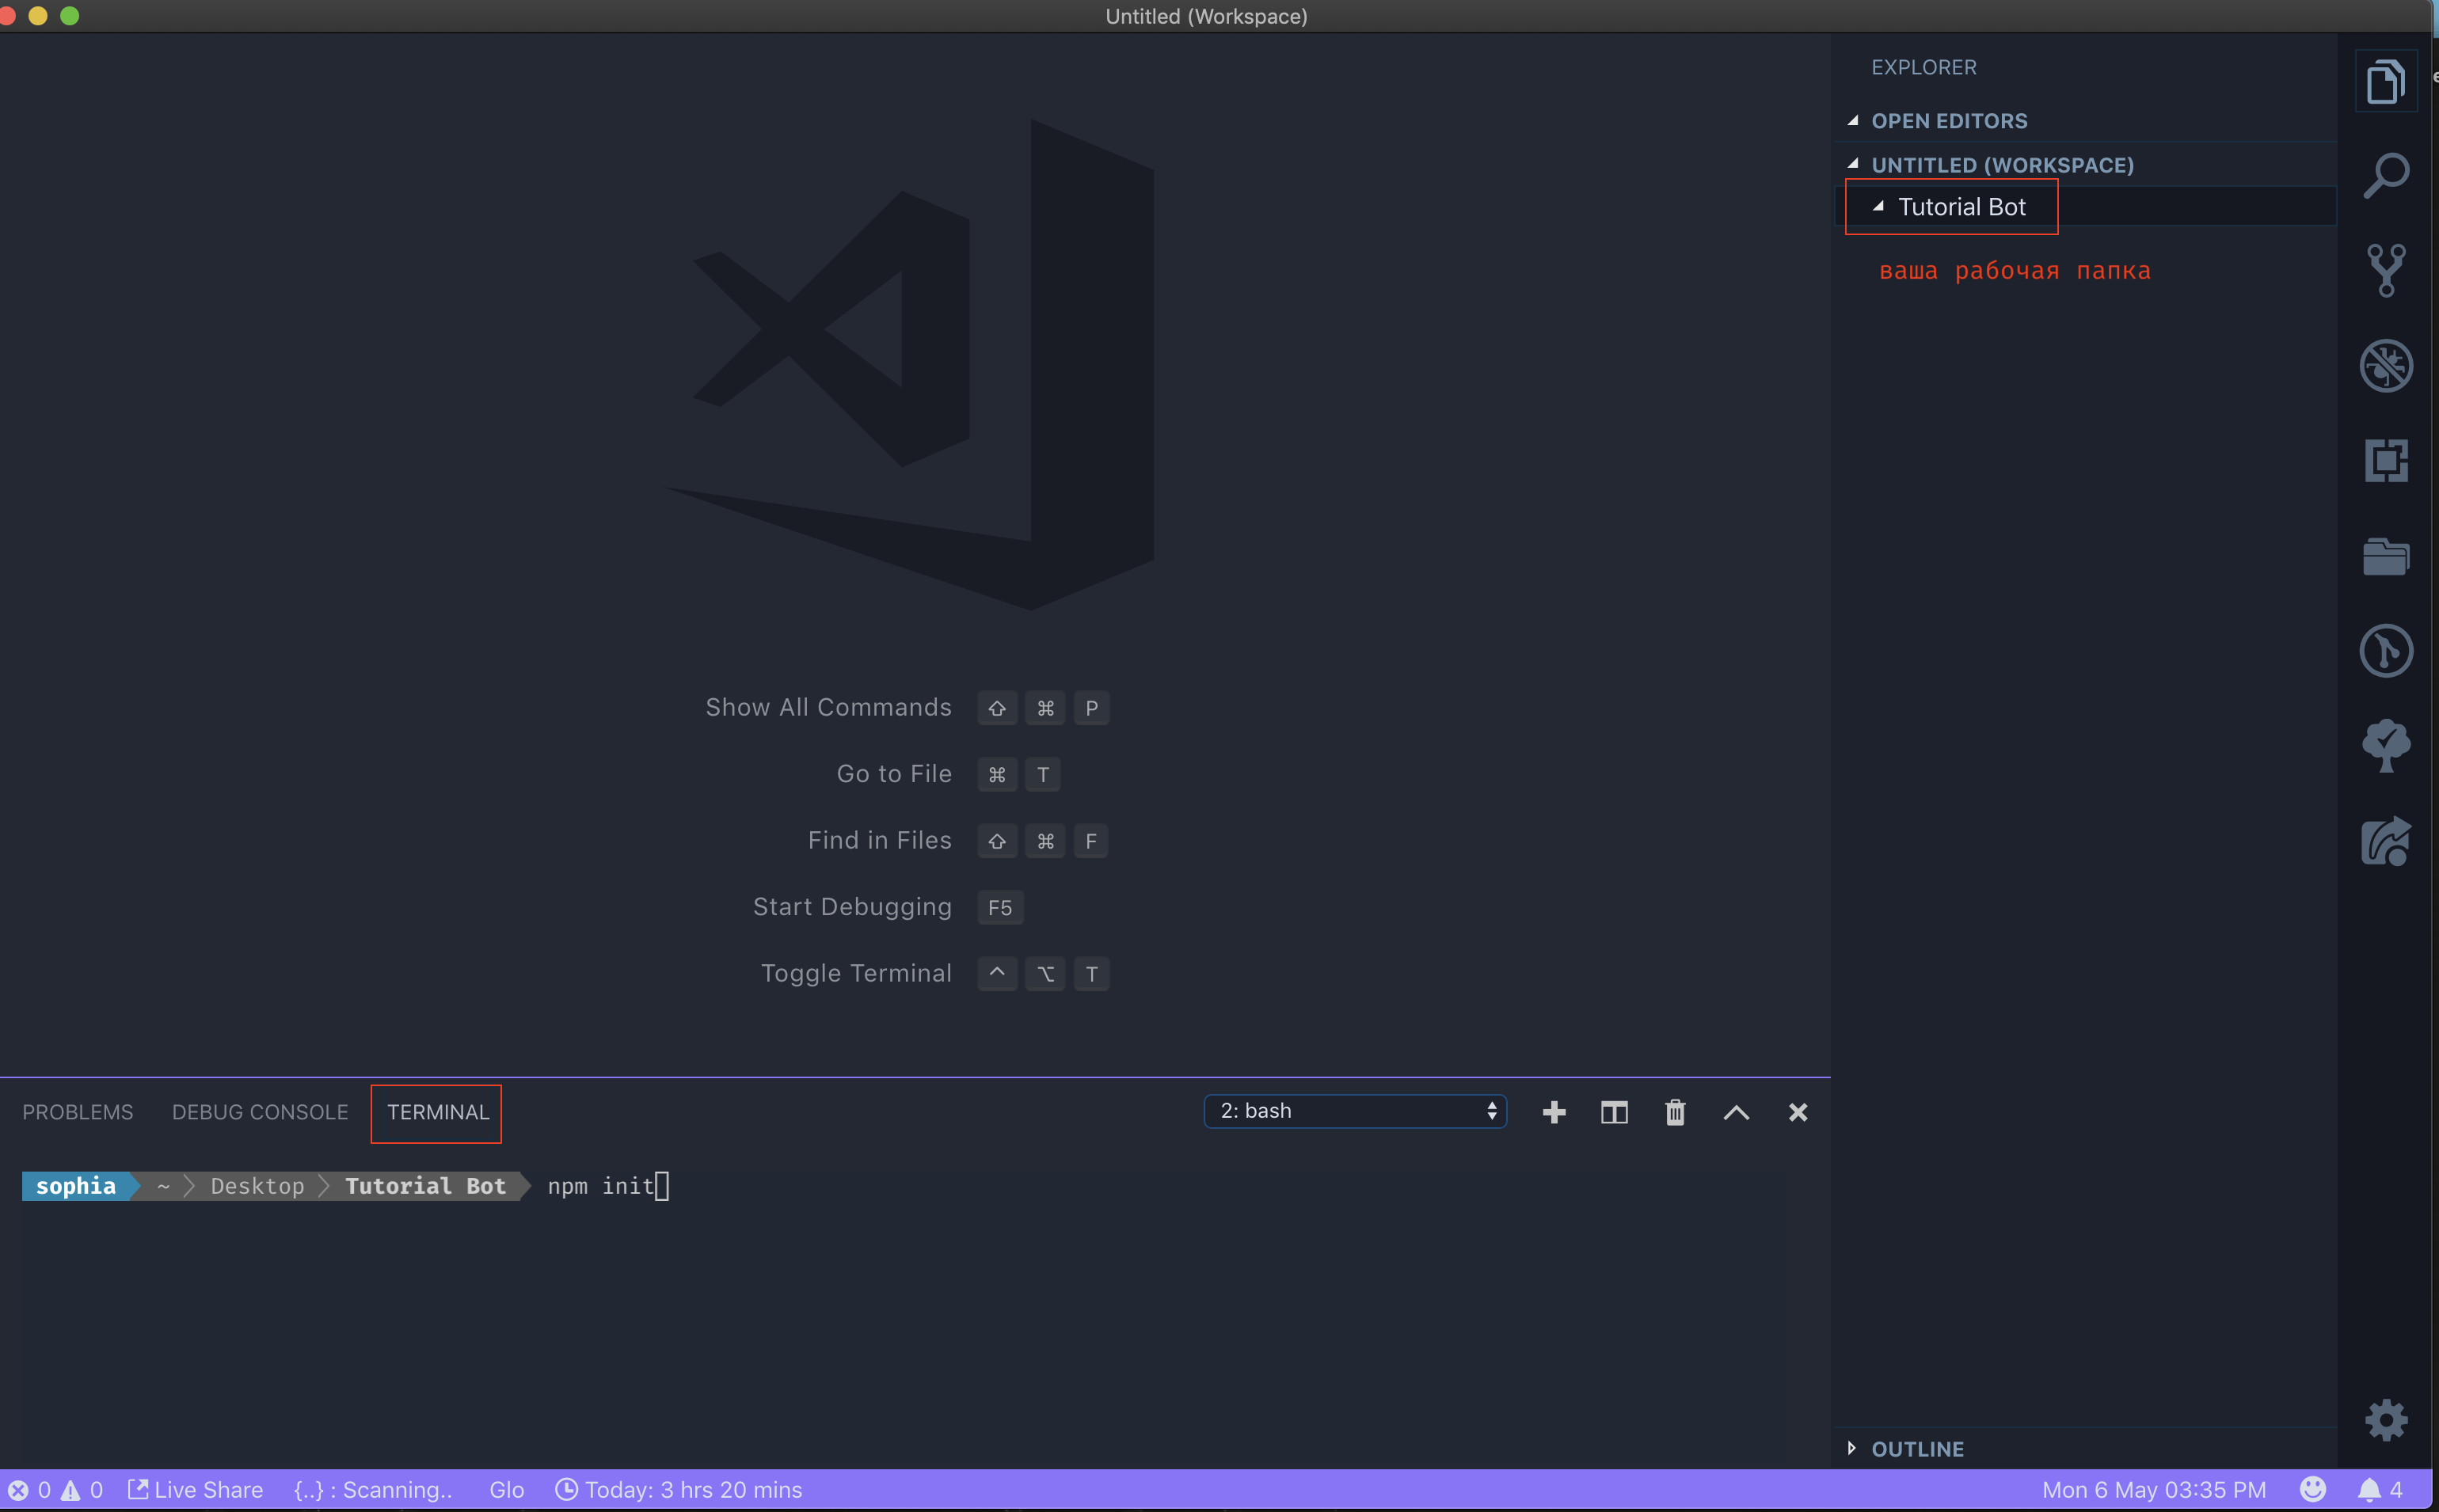 Untitled (Workspace)
EXPLORER
OPEN EDITORS
UNTITLED (WORKSPACE)
Tutorial Bot
ваша рабочая папка
Show All Commands ⇧ ⌘ P
Go to File ⌘ T
Find in Files ⇧ ⌘ F
Start Debugging F5
Toggle Terminal ^ ⌥ T
PROBLEMS DEBUG CONSOLE TERMINAL 2: bash
sophia ~ Desktop Tutorial Bot npm init
OUTLINE
0 0 Live Share {..} : Scanning.. Glo Today: 3 hrs 20 mins Mon 6 May 03:35 PM 4